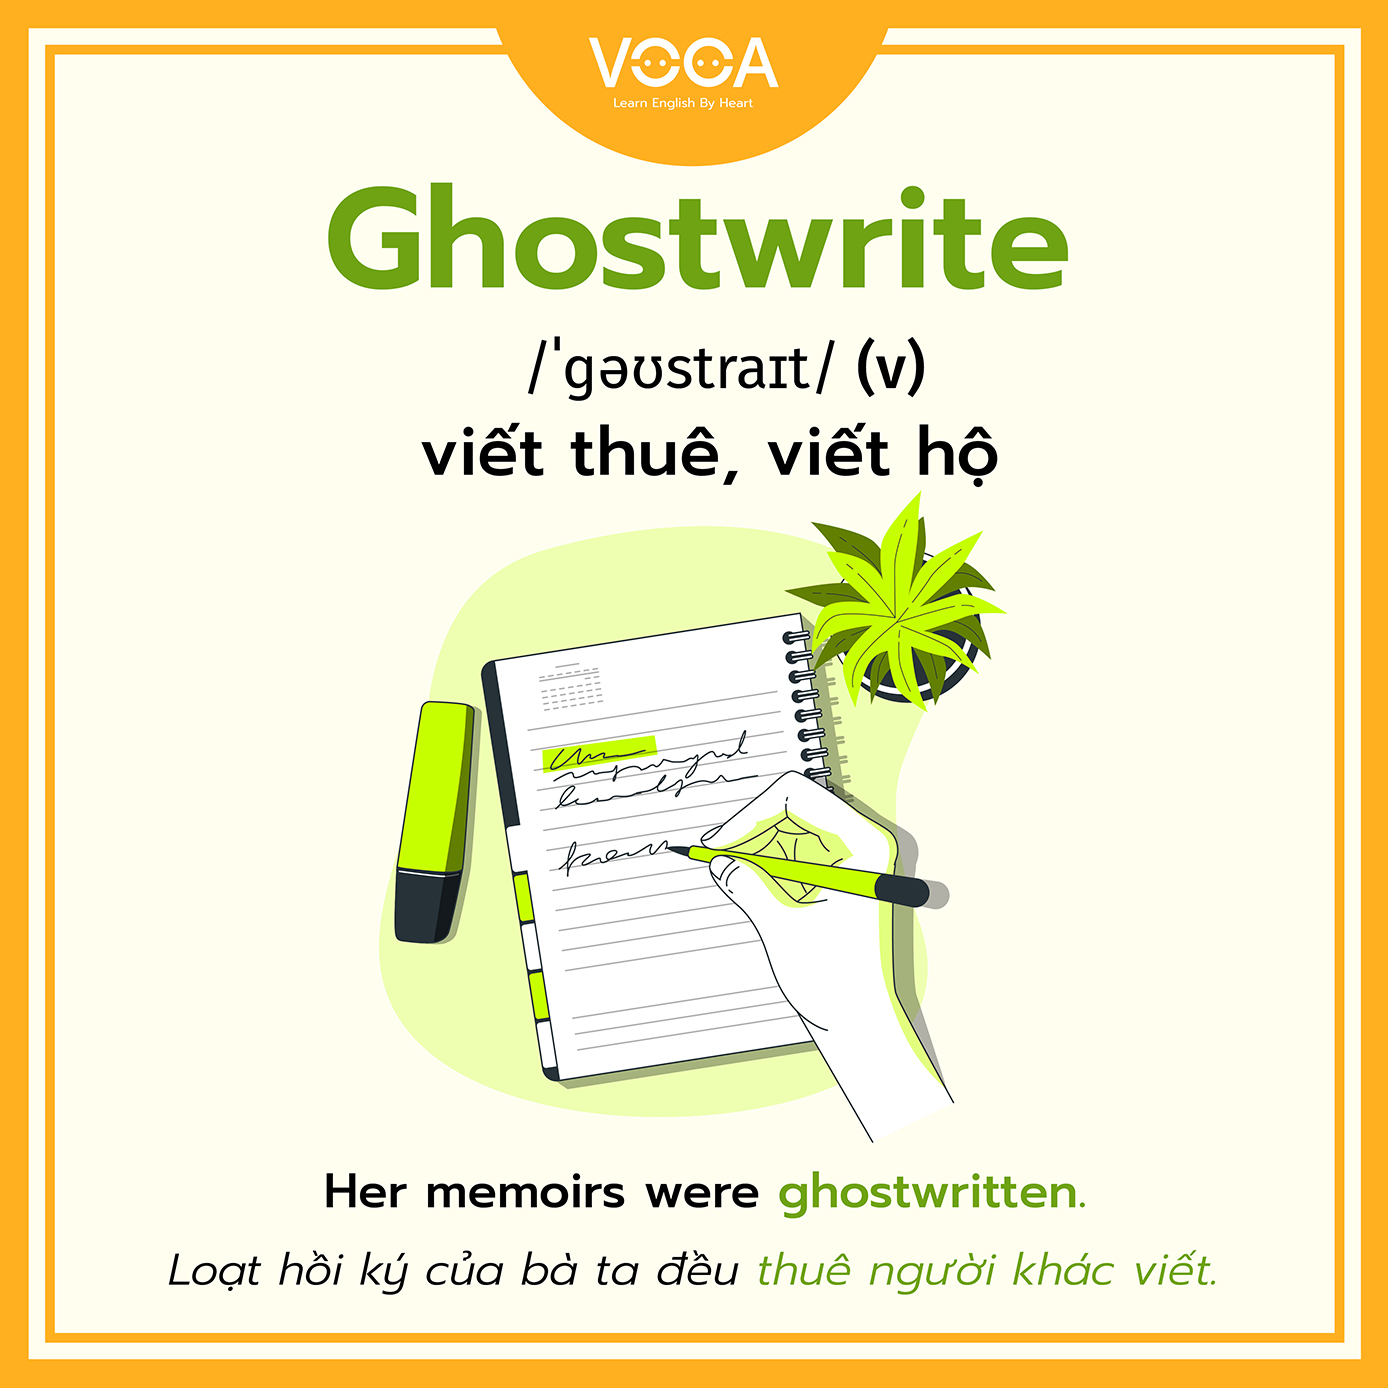 VOCA
Learn English By Heart
Ghostwrite
/ˈɡəʊstraɪt/ (v)
viết thuê, viết hộ
Her memoirs were ghostwritten.
Loạt hồi ký của bà ta đều thuê người khác viết.